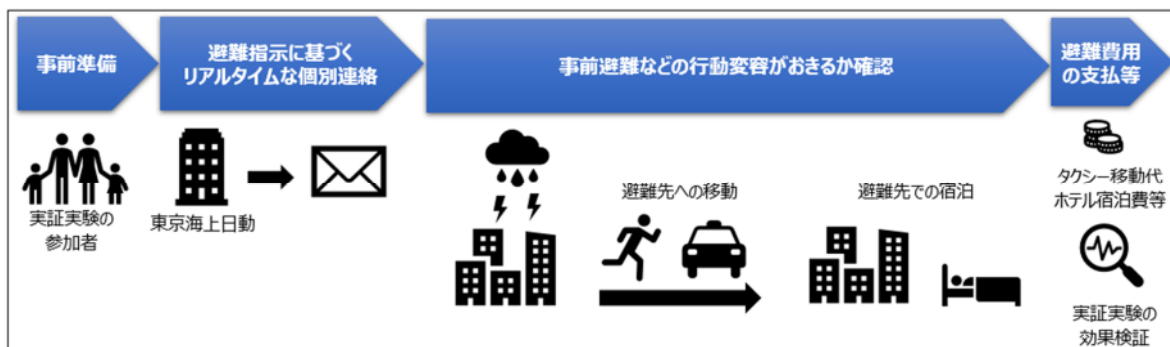 事前準備
避難指示に基づく
リアルタイムな個別連絡
事前避難などの行動変容がおきるか確認
避難費用
の支払等
実証実験の
参加者
東京海上日動
避難先への移動
避難先での宿泊
タクシー移動代
ホテル宿泊費等
実証実験の
効果検証